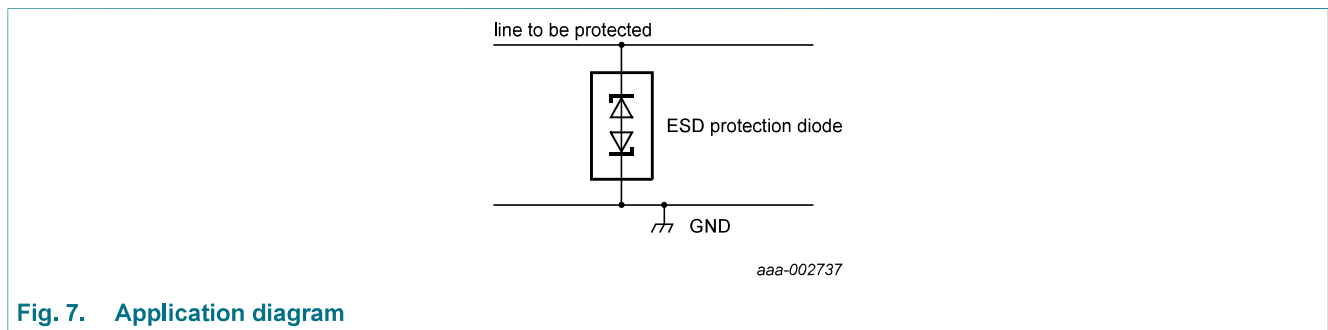 line to be protected
ESD protection diode
GND
aaa-002737
Fig. 7. Application diagram